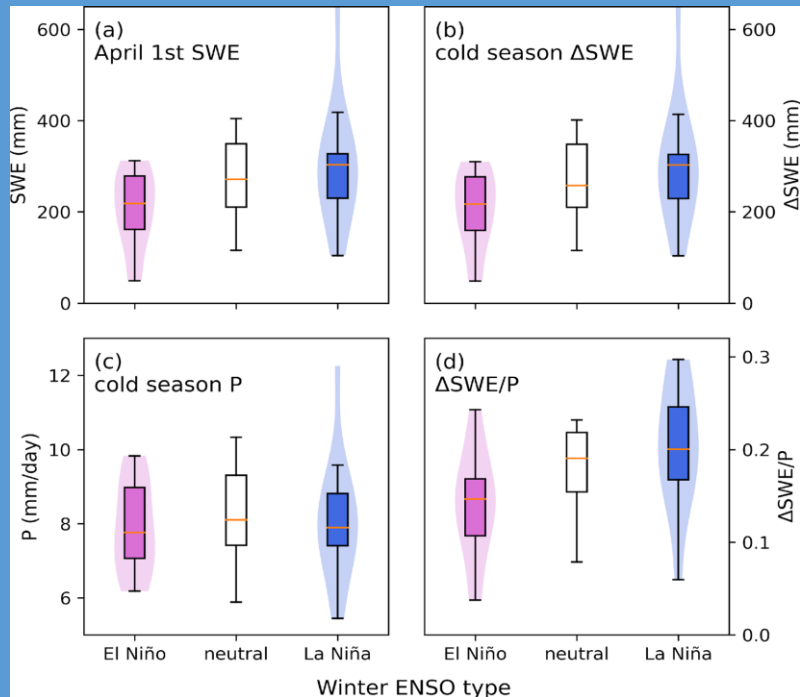 (a)
April 1st SWE
(b)
cold season ΔSWE
600
400
200
0
SWE (mm)
600
400
200
0
ΔSWE (mm)
(c)
cold season P
(d)
ΔSWE/P
12
10
8
6
P (mm/day)
0.3
0.2
0.1
0.0
ΔSWE/P
El Niño neutral La Niña
El Niño neutral La Niña
Winter ENSO type